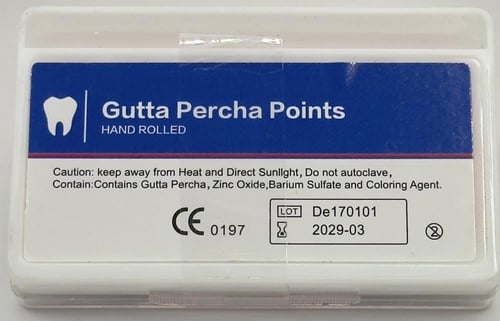 Gutta Percha Points
HAND ROLLED
Caution: keep away from Heat and Direct Sunlight, Do not autoclave,
Contain:Contains Gutta Percha, Zinc Oxide,Barium Sulfate and Coloring Agent.
CE 0197
LOT De170101
2029-03
2